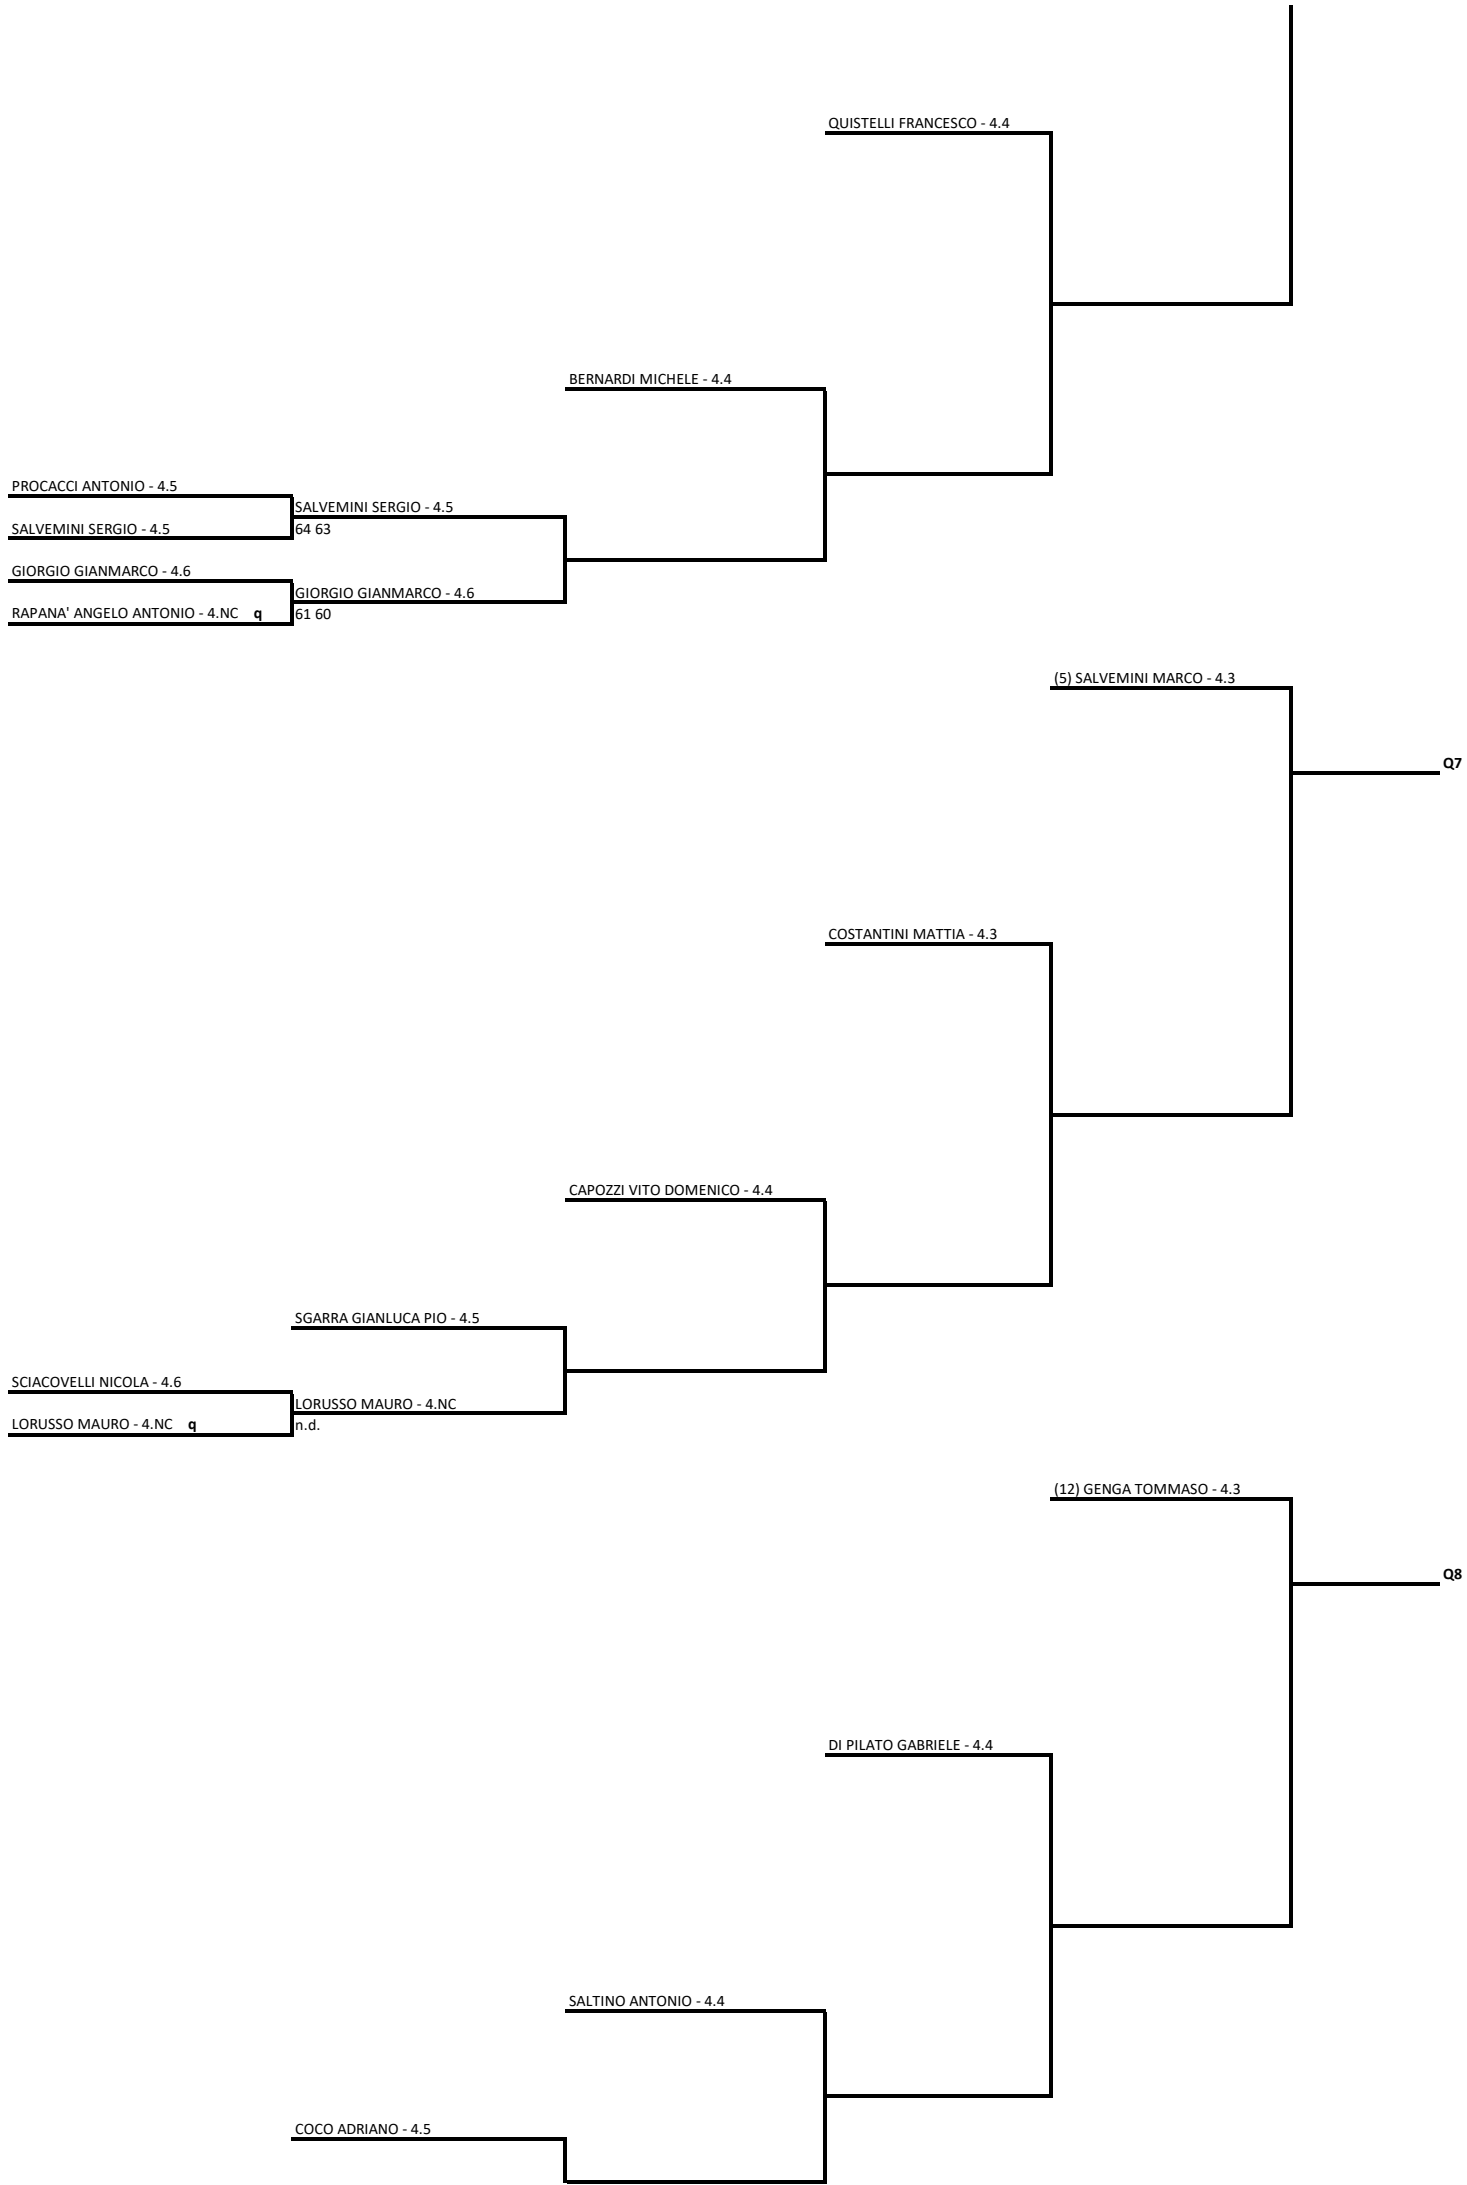 QUISTELLI FRANCESCO - 4.4
BERNARDI MICHELE - 4.4
PROCACCI ANTONIO - 4.5
SALVEMINI SERGIO - 4.5
SALVEMINI SERGIO - 4.5
64 63
GIORGIO GIANMARCO - 4.6
GIORGIO GIANMARCO - 4.6
RAPANA' ANGELO ANTONIO - 4.NC q
61 60
(5) SALVEMINI MARCO - 4.3
Q7
COSTANTINI MATTIA - 4.3
CAPOZZI VITO DOMENICO - 4.4
SGARRA GIANLUCA PIO - 4.5
SCIACOVELLI NICOLA - 4.6
LORUSSO MAURO - 4.NC
LORUSSO MAURO - 4.NC q
n.d.
(12) GENGA TOMMASO - 4.3
Q8
DI PILATO GABRIELE - 4.4
SALTINO ANTONIO - 4.4
COCO ADRIANO - 4.5